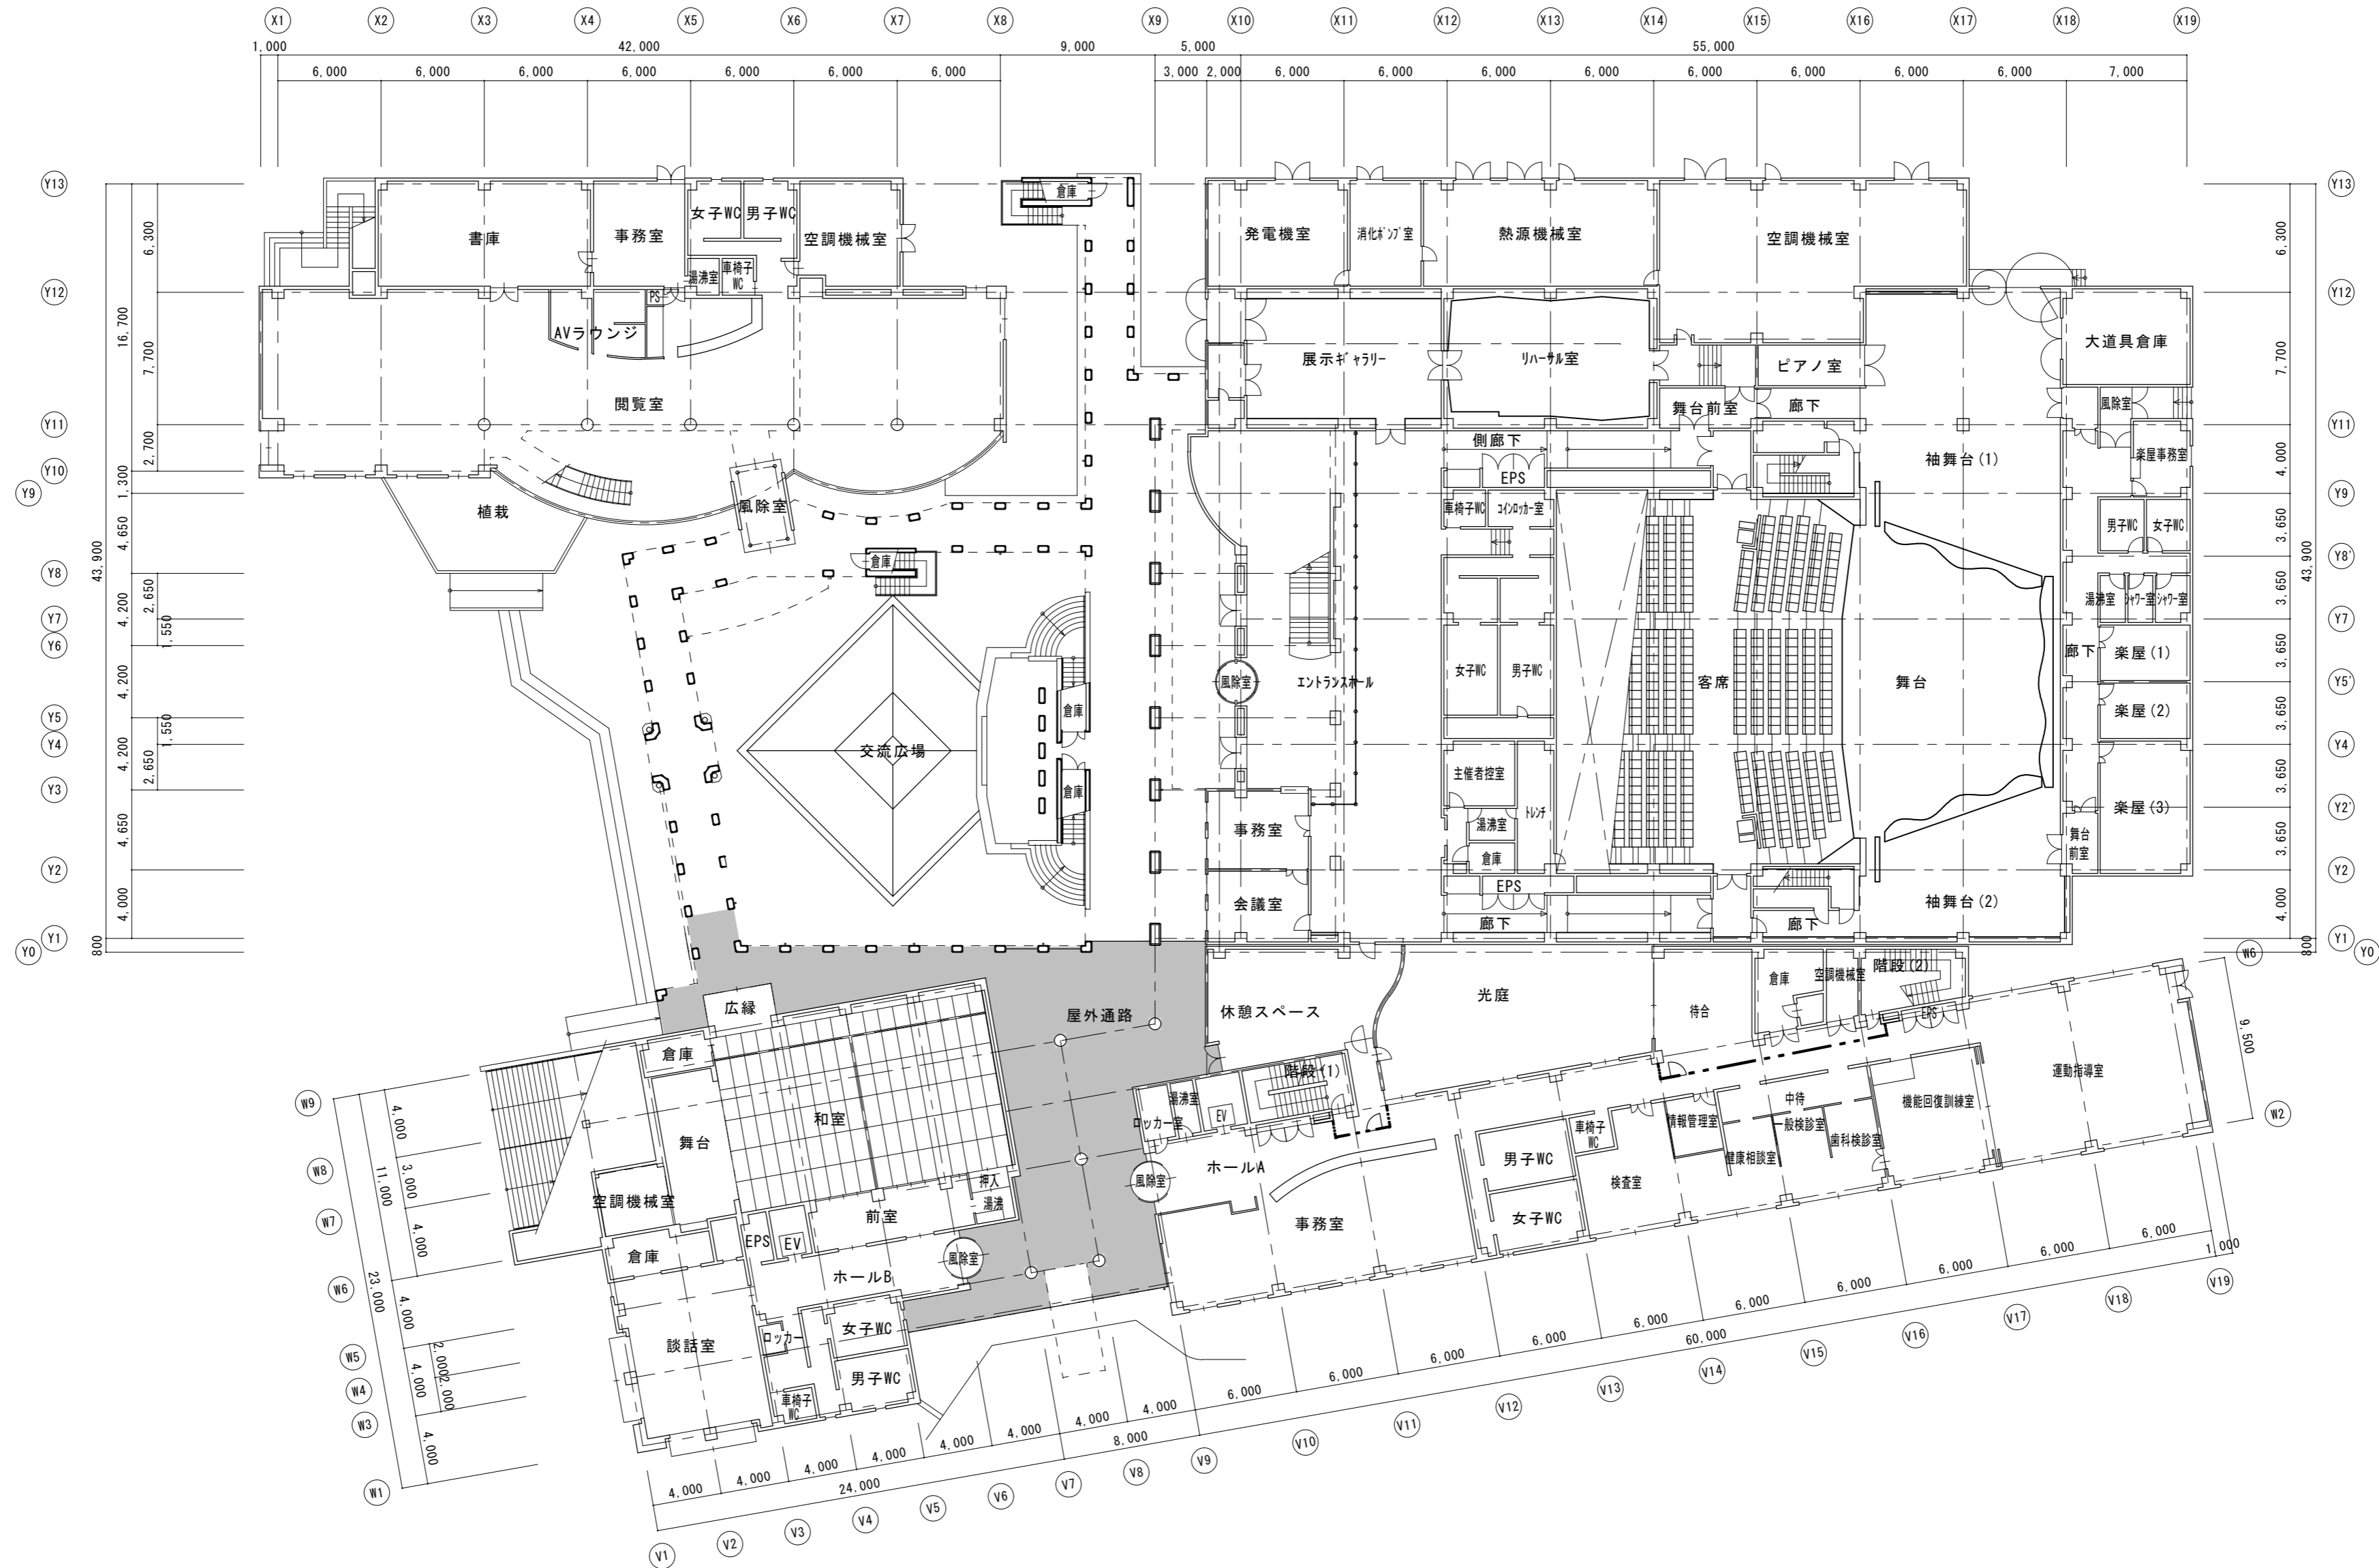 X1 X2 X3 X4 X5 X6 X7 X8 X9 X10 X11 X12 X13 X14 X15 X16 X17 X18 X19
1,000 42,000 9,000 5,000 55,000
6,000 6,000 6,000 6,000 6,000 6,000 6,000 3,000 2,000 6,000 6,000 6,000 6,000 6,000 6,000 6,000 6,000 7,000
Y13
Y12
Y11
Y10
Y9
Y8
Y7
Y6
Y5
Y4
Y3
Y2
Y1
Y0
43,900
800
16,700
1,300
4,650
4,200
4,200
4,200
4,650
4,000
6,300
7,700
2,700
2,650
1,550
1,550
2,650
書庫
事務室
女子WC
男子WC
空調機械室
湯沸室
車椅子
WC
PS
AVラウンジ
閲覧室
植栽
風除室
倉庫
倉庫
交流広場
倉庫
倉庫
発電機室
消化ポンプ室
熱源機械室
空調機械室
展示ギャラリー
リハーサル室
ピアノ室
舞台前室
廊下
大道具倉庫
風除室
楽屋事務室
側廊下
EPS
袖舞台(1)
車椅子WC
コインロッカー室
男子WC
女子WC
湯沸室
シャワー室
シャワー室
女子WC
男子WC
風除室
エントランスホール
客席
舞台
廊下
楽屋(1)
楽屋(2)
楽屋(3)
主催者控室
トレンチ
湯沸室
倉庫
事務室
会議室
舞台
前室
EPS
廊下
廊下
袖舞台(2)
Y13
Y12
Y11
Y9
Y8'
Y7
Y5'
Y4
Y2'
Y2
Y1
Y0
6,300
7,700
4,000
3,650
3,650
3,650
3,650
3,650
3,650
4,000
43,900
800
広縁
屋外通路
休憩スペース
光庭
待合
倉庫
空調機械室
階段(2)
EPS
倉庫
舞台
和室
空調機械室
押入
湯沸
前室
EPS
EV
風除室
倉庫
ホールB
談話室
ロッカー
女子WC
男子WC
車椅子
WC
ロッカー室
湯沸室
EV
階段(1)
風除室
ホールA
事務室
男子WC
女子WC
車椅子
WC
検査室
情報管理室
健康相談室
中待
一般検診室
歯科検診室
機能回復訓練室
運動指導室
W6
9,500
W2
W9
W8
W7
W6
W5
W4
W3
W1
23,000
11,000
4,000
3,000
4,000
4,000
2,000
2,000
4,000
4,000
4,000 4,000 4,000 4,000 4,000 4,000 4,000 4,000 6,000 6,000 6,000 6,000 6,000 6,000 6,000 6,000 6,000 6,000 1,000
24,000 8,000 60,000
V1 V2 V3 V4 V5 V6 V7 V8 V9 V10 V11 V12 V13 V14 V15 V16 V17 V18 V19